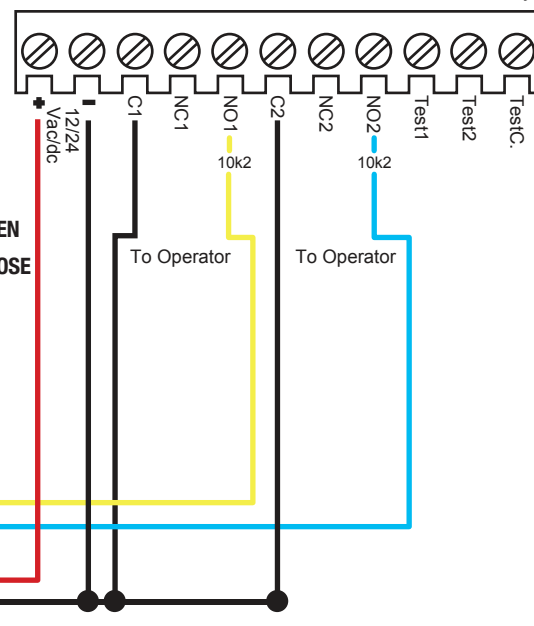 +
12/24
Vac/dc
-
C1
NC1
NO1
C2
NC2
NO2
Test1
Test2
TestC.
10k2
10k2
EN
OSE
To Operator
To Operator